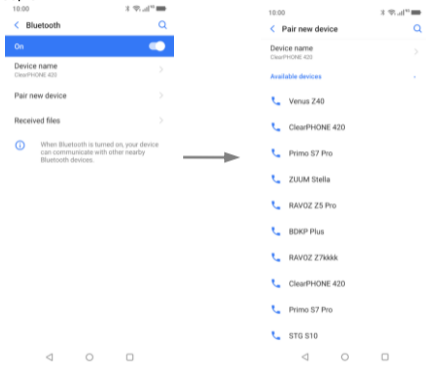 10:00
Bluetooth
On
Device name
ClearPHONE 420
Pair new device
Received files
When Bluetooth is turned on, your device
can communicate with other nearby
Bluetooth devices.
10:00
Pair new device
Device name
ClearPHONE 420
Available devices
Venus Z40
ClearPHONE 420
Primo S7 Pro
ZUUM Stella
RAVOZ Z5 Pro
BDKP Plus
RAVOZ Z7kkkk
ClearPHONE 420
Primo S7 Pro
STG S10